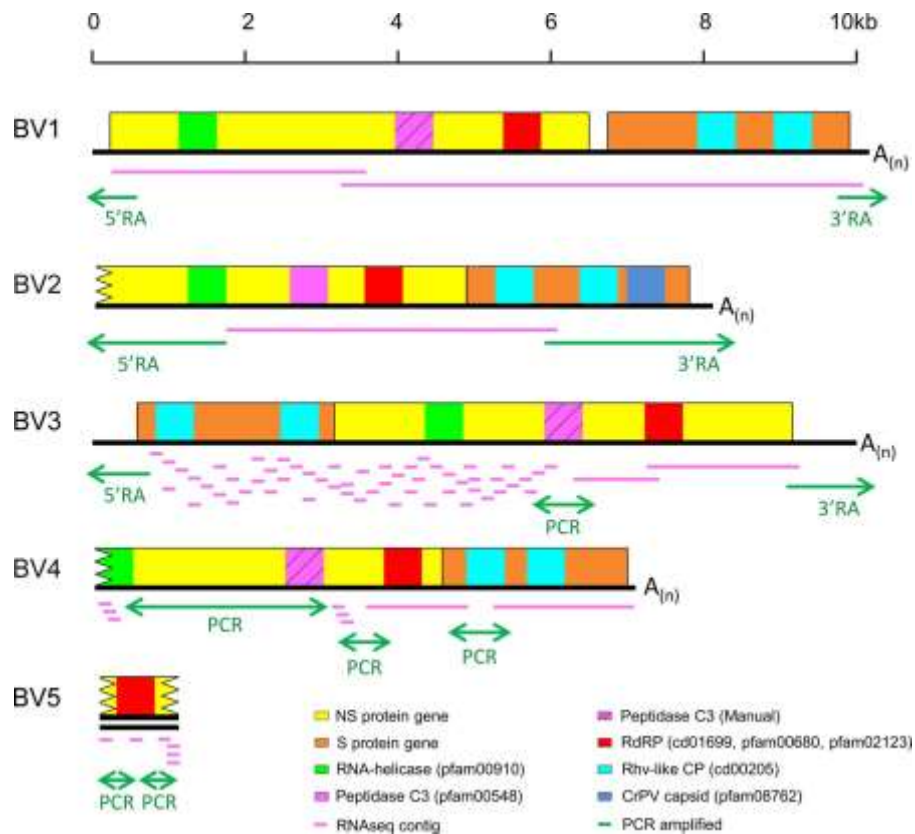 0 2 4 6 8 10kb
BV1
A(n)
5'RA 3'RA
BV2
A(n)
5'RA 3'RA
BV3
A(n)
5'RA PCR 3'RA
BV4
A(n)
PCR
PCR PCR
BV5
PCR PCR
NS protein gene
S protein gene
RNA-helicase (pfam00910)
Peptidase C3 (pfam00548)
RNAseq contig
Peptidase C3 (Manual)
RdRP (cd01699, pfam00680, pfam02123)
Rhv-like CP (cd00205)
CrPV capsid (pfam08762)
PCR amplified